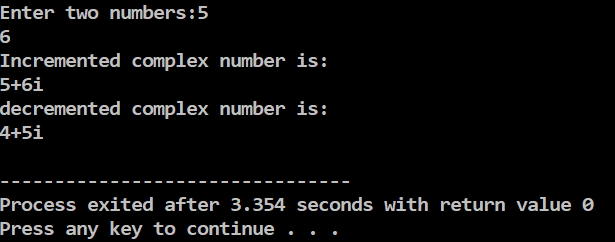 Enter two numbers:5
6
Incremented complex number is:
5+6i
decremented complex number is:
4+5i
--------------------------------
Process exited after 3.354 seconds with return value 0
Press any key to continue . . .